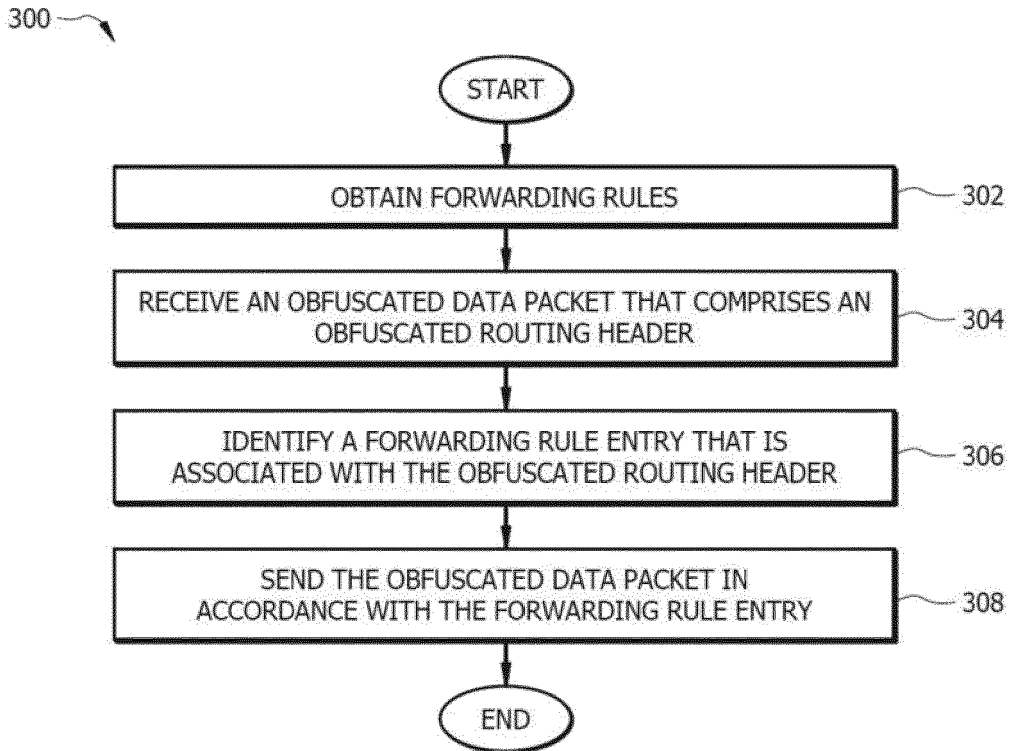 300
START
OBTAIN FORWARDING RULES
302
RECEIVE AN OBFUSCATED DATA PACKET THAT COMPRISES AN
OBFUSCATED ROUTING HEADER
304
IDENTIFY A FORWARDING RULE ENTRY THAT IS
ASSOCIATED WITH THE OBFUSCATED ROUTING HEADER
306
SEND THE OBFUSCATED DATA PACKET IN
ACCORDANCE WITH THE FORWARDING RULE ENTRY
308
END